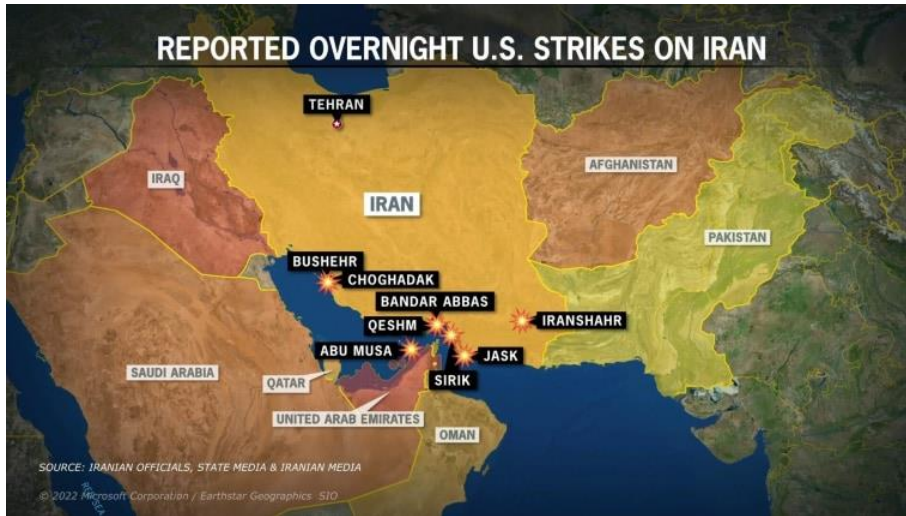 REPORTED OVERNIGHT U.S. STRIKES ON IRAN
TEHRAN
AFGHANISTAN
IRAQ
IRAN
PAKISTAN
BUSHEHR
CHOGHADAK
BANDAR ABBAS
QESHM
IRANSHAHR
ABU MUSA
JASK
SAUDI ARABIA
QATAR
SIRIK
UNITED ARAB EMIRATES
OMAN
SOURCE: IRANIAN OFFICIALS, STATE MEDIA & IRANIAN MEDIA
© 2022 Microsoft Corporation / Earthstar Geographics SIO
RED SEA